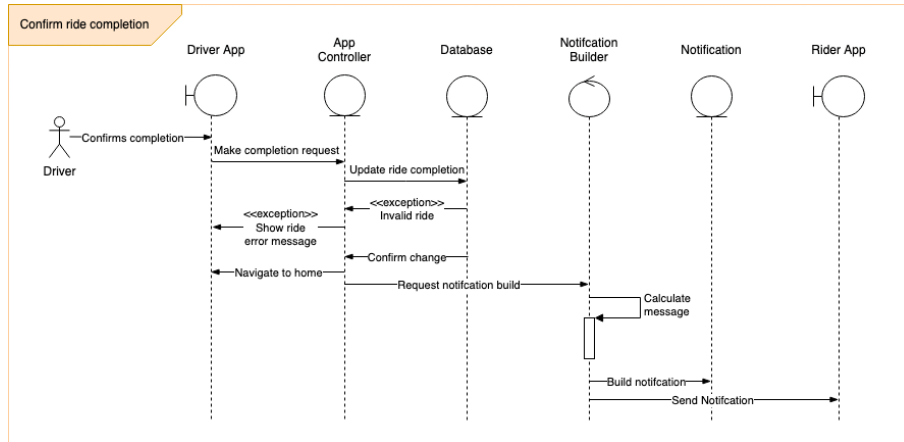 Confirm ride completion
Driver App
App
Controller
Database
Notifcation
Builder
Notification
Rider App
Confirms completion
Driver
Make completion request
Update ride completion
<<exception>>
Invalid ride
<<exception>>
Show ride
error message
Confirm change
Navigate to home
Request notifcation build
Calculate
message
Build notifcation
Send Notifcation